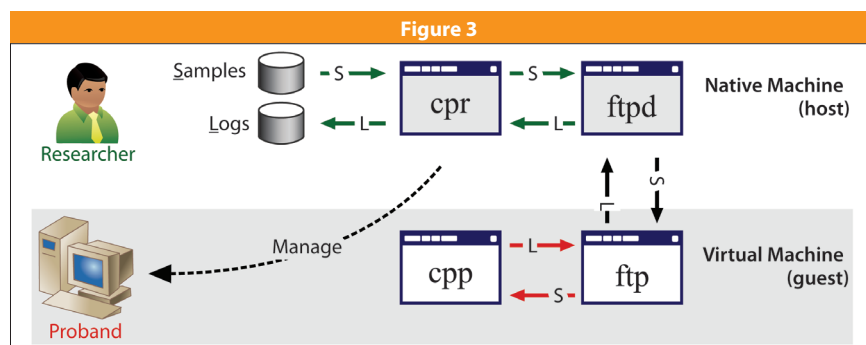 Figure 3
Samples
S
S
cpr
ftpd
Native Machine
(host)
Logs
L
L
Researcher
L
S
Manage
cpp
L
S
ftp
Virtual Machine
(guest)
Proband